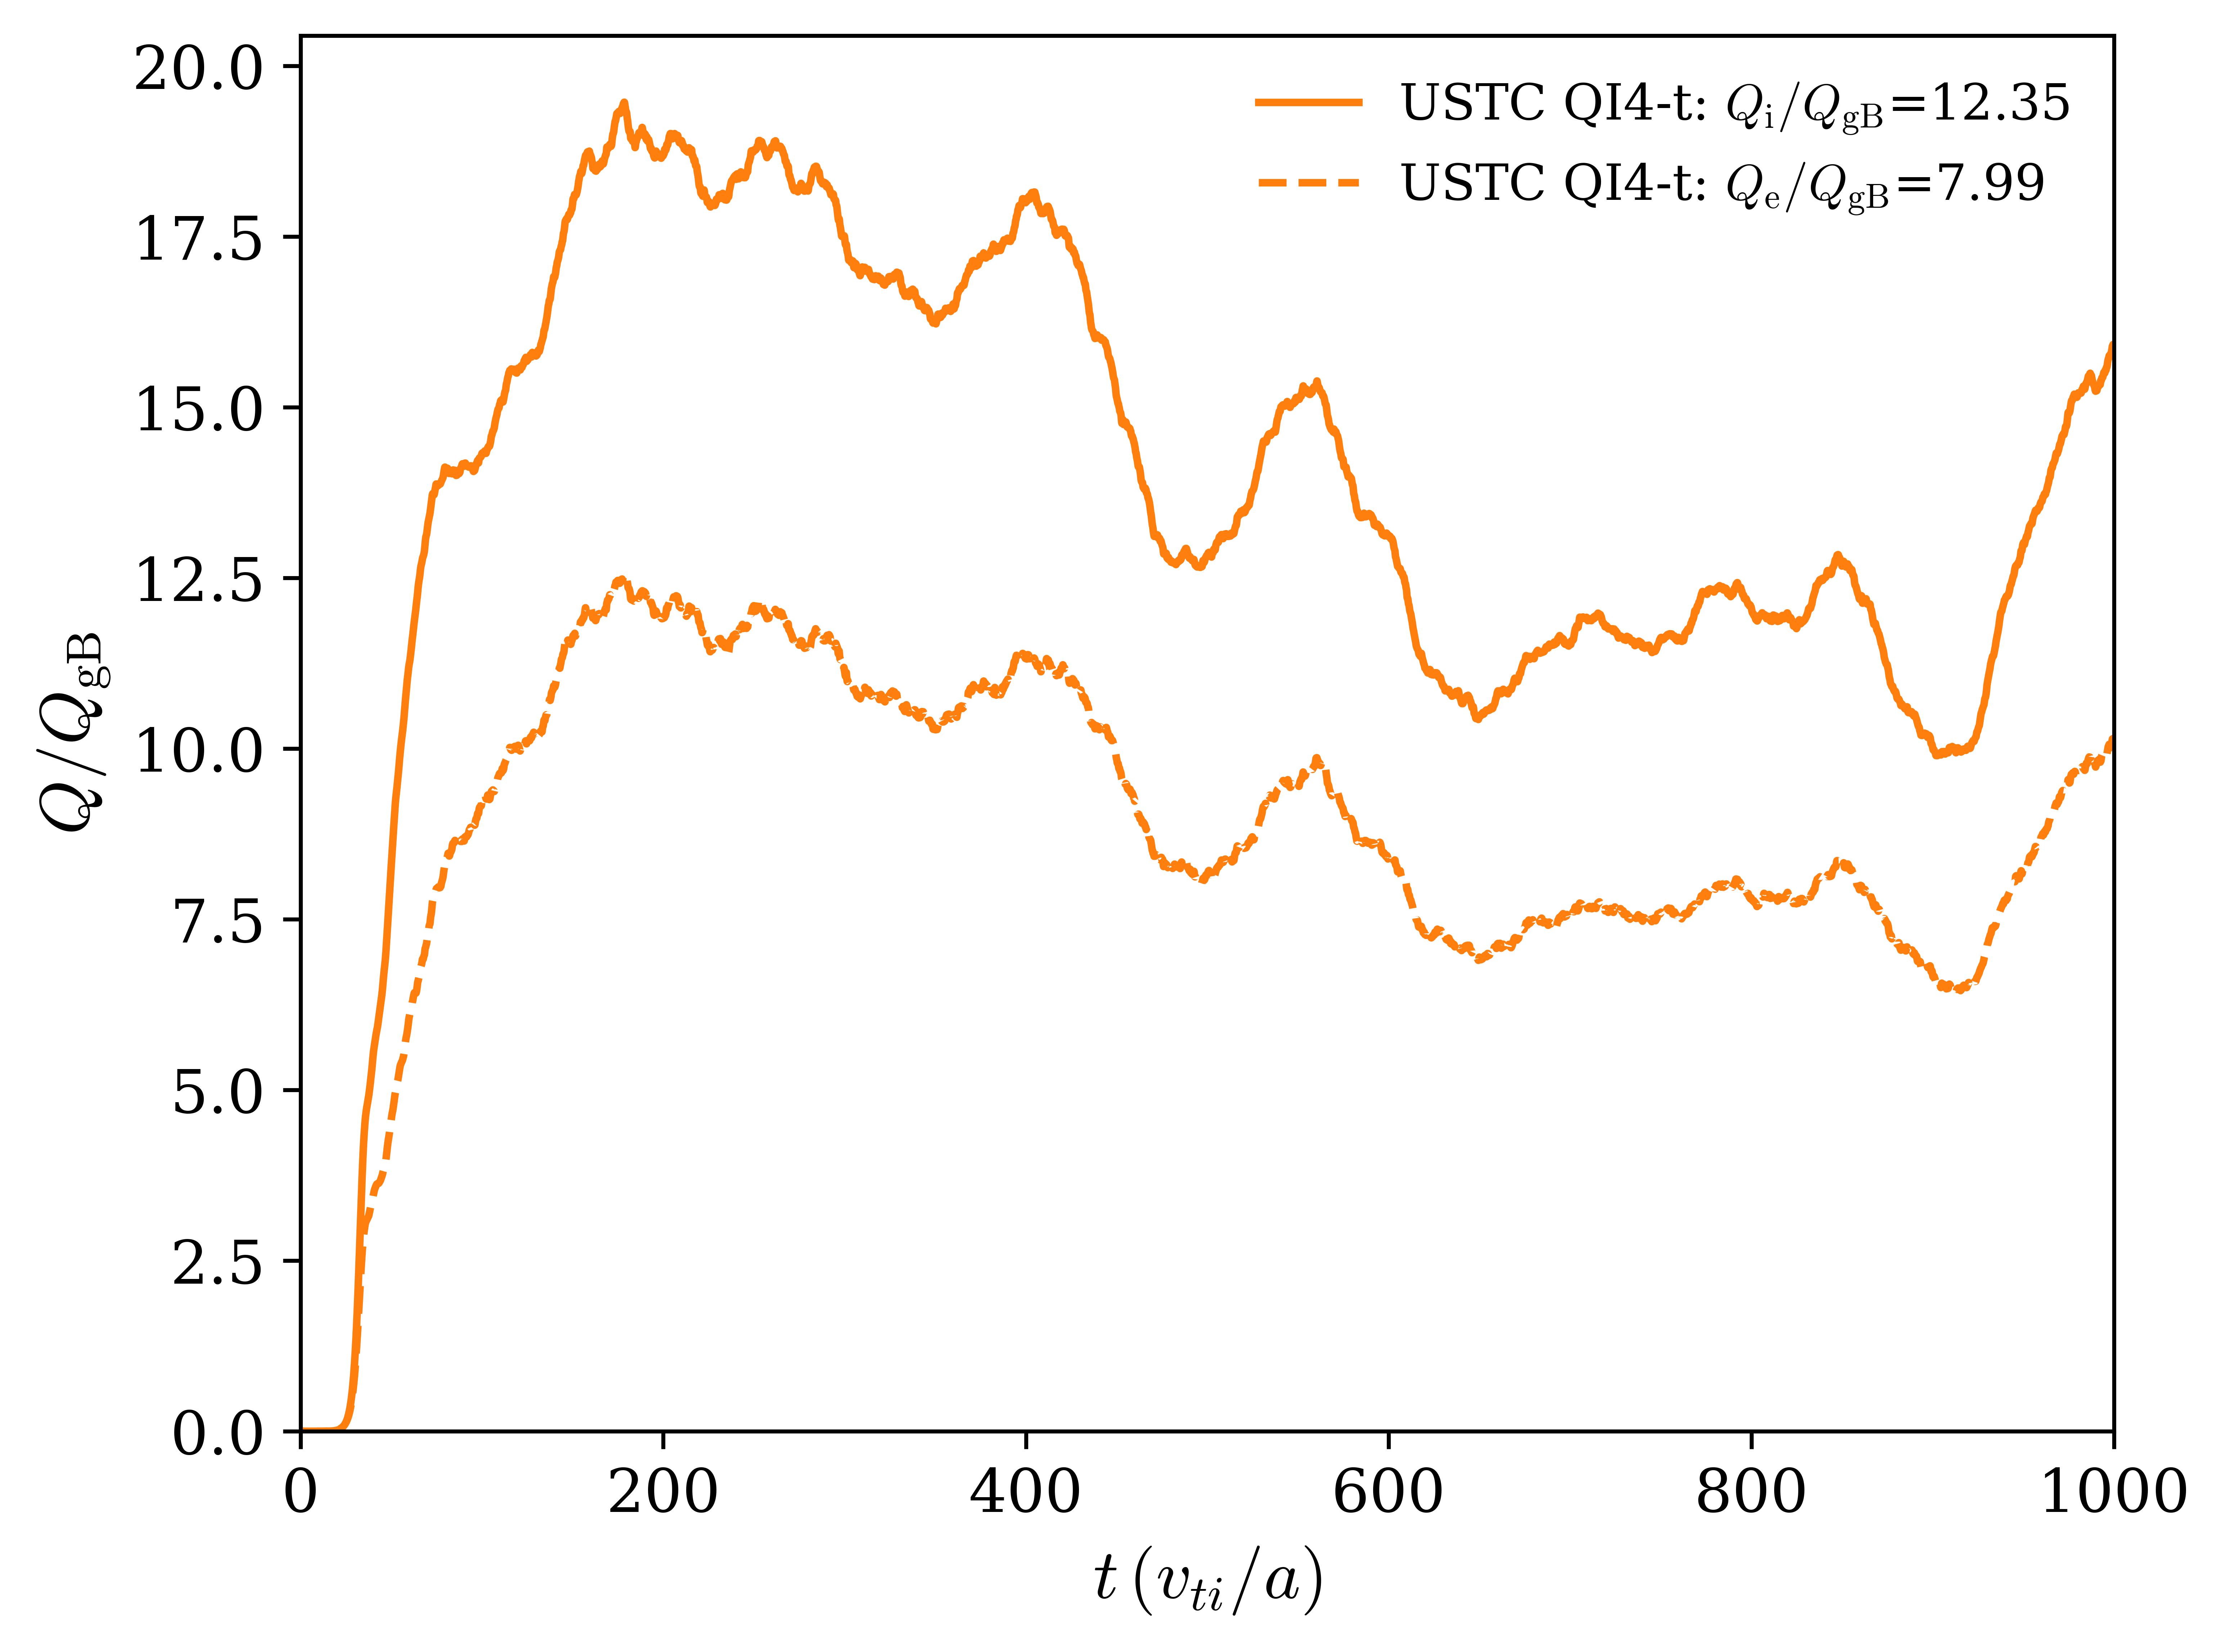 20.0
17.5
15.0
12.5
10.0
7.5
5.0
2.5
0.0
Q/Q_gB
USTC QI4-t: Q_i/Q_gB=12.35
USTC QI4-t: Q_e/Q_gB=7.99
0 200 400 600 800 1000
t (v_ti/a)